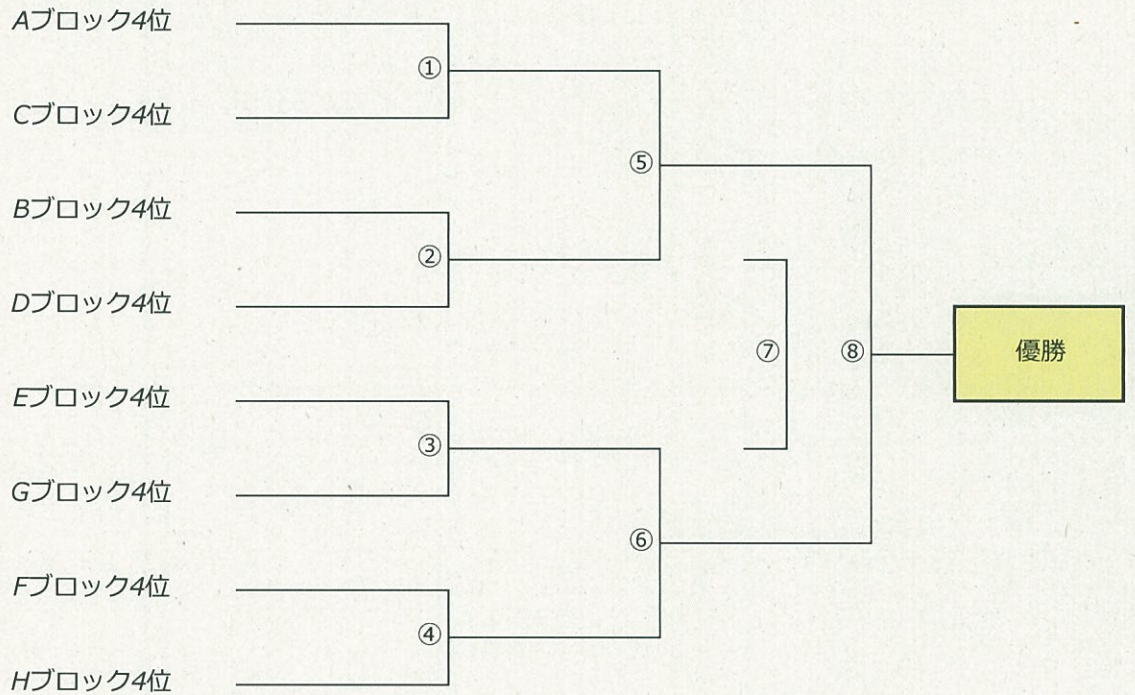 Aブロック4位
①
Cブロック4位
⑤
Bブロック4位
②
Dブロック4位
⑦
⑧
優勝
Eブロック4位
③
Gブロック4位
⑥
Fブロック4位
④
Hブロック4位